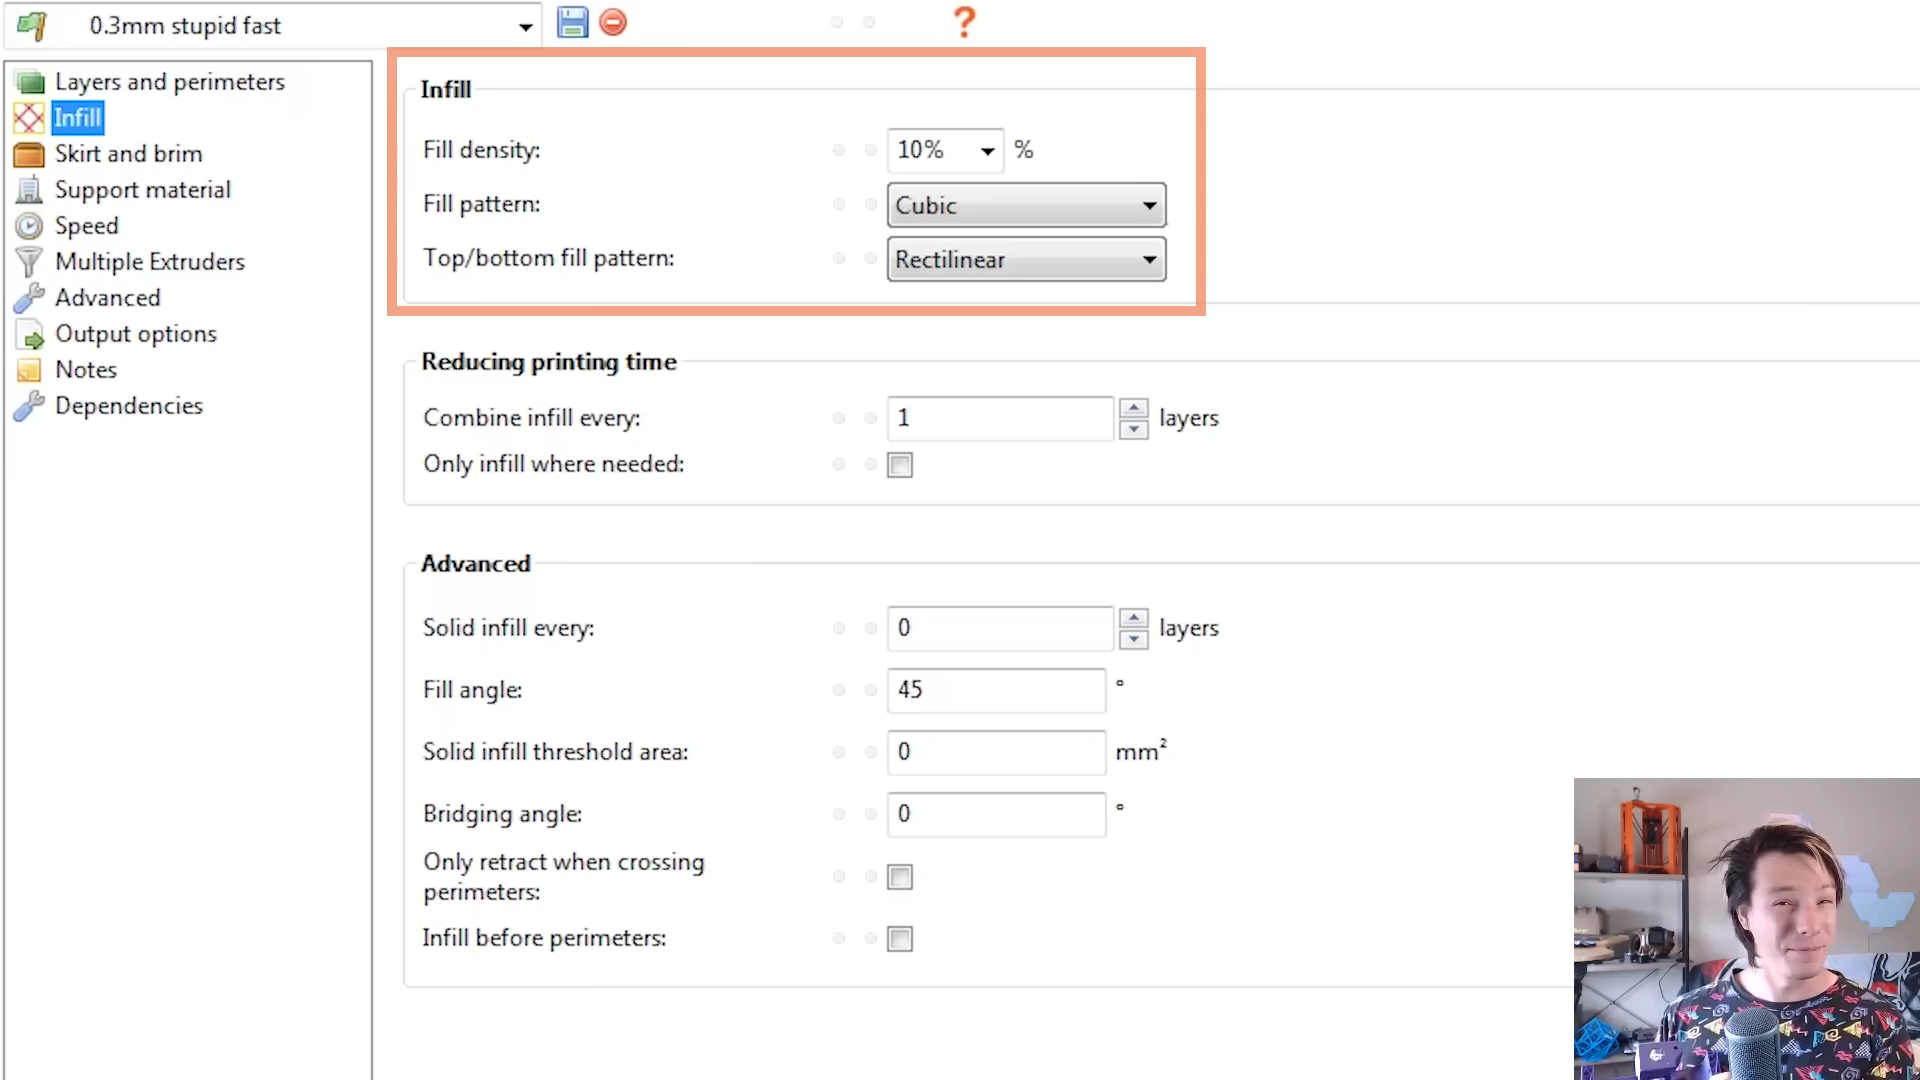 0.3mm stupid fast
?
Layers and perimeters
Infill
Skirt and brim
Support material
Speed
Multiple Extruders
Advanced
Output options
Notes
Dependencies
Infill
Fill density: 10% %
Fill pattern: Cubic
Top/bottom fill pattern: Rectilinear
Reducing printing time
Combine infill every: 1 layers
Only infill where needed:
Advanced
Solid infill every: 0 layers
Fill angle: 45 °
Solid infill threshold area: 0 mm²
Bridging angle: 0 °
Only retract when crossing
perimeters:
Infill before perimeters: